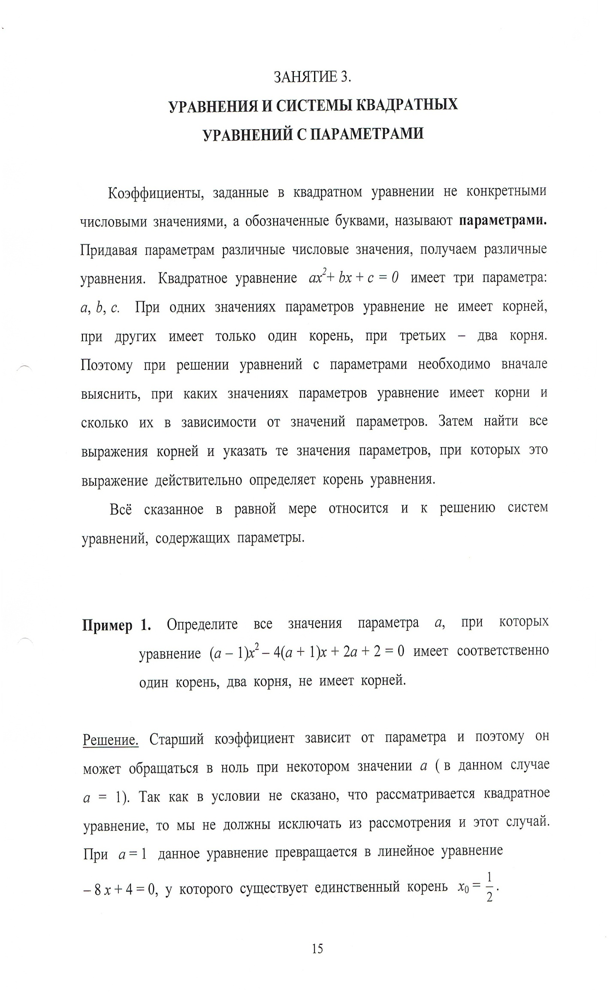 ЗАНЯТИЕ 3.
УРАВНЕНИЯ И СИСТЕМЫ КВАДРАТНЫХ
УРАВНЕНИЙ С ПАРАМЕТРАМИ
Коэффициенты, заданные в квадратном уравнении не конкретными
числовыми значениями, а обозначенные буквами, называют параметрами.
Придавая параметрам различные числовые значения, получаем различные
уравнения. Квадратное уравнение ax²+ bx + c = 0 имеет три параметра:
a, b, c. При одних значениях параметров уравнение не имеет корней,
при других имеет только один корень, при третьих – два корня.
Поэтому при решении уравнений с параметрами необходимо вначале
выяснить, при каких значениях параметров уравнение имеет корни и
сколько их в зависимости от значений параметров. Затем найти все
выражения корней и указать те значения параметров, при которых это
выражение действительно определяет корень уравнения.
Всё сказанное в равной мере относится и к решению систем
уравнений, содержащих параметры.
Пример 1. Определите все значения параметра a, при которых
уравнение (a – 1)x² – 4(a + 1)x + 2a + 2 = 0 имеет соответственно
один корень, два корня, не имеет корней.
Решение. Старший коэффициент зависит от параметра и поэтому он
может обращаться в ноль при некотором значении a ( в данном случае
a = 1). Так как в условии не сказано, что рассматривается квадратное
уравнение, то мы не должны исключать из рассмотрения и этот случай.
При a = 1 данное уравнение превращается в линейное уравнение
– 8 x + 4 = 0, у которого существует единственный корень x₀ = 1/2.
15